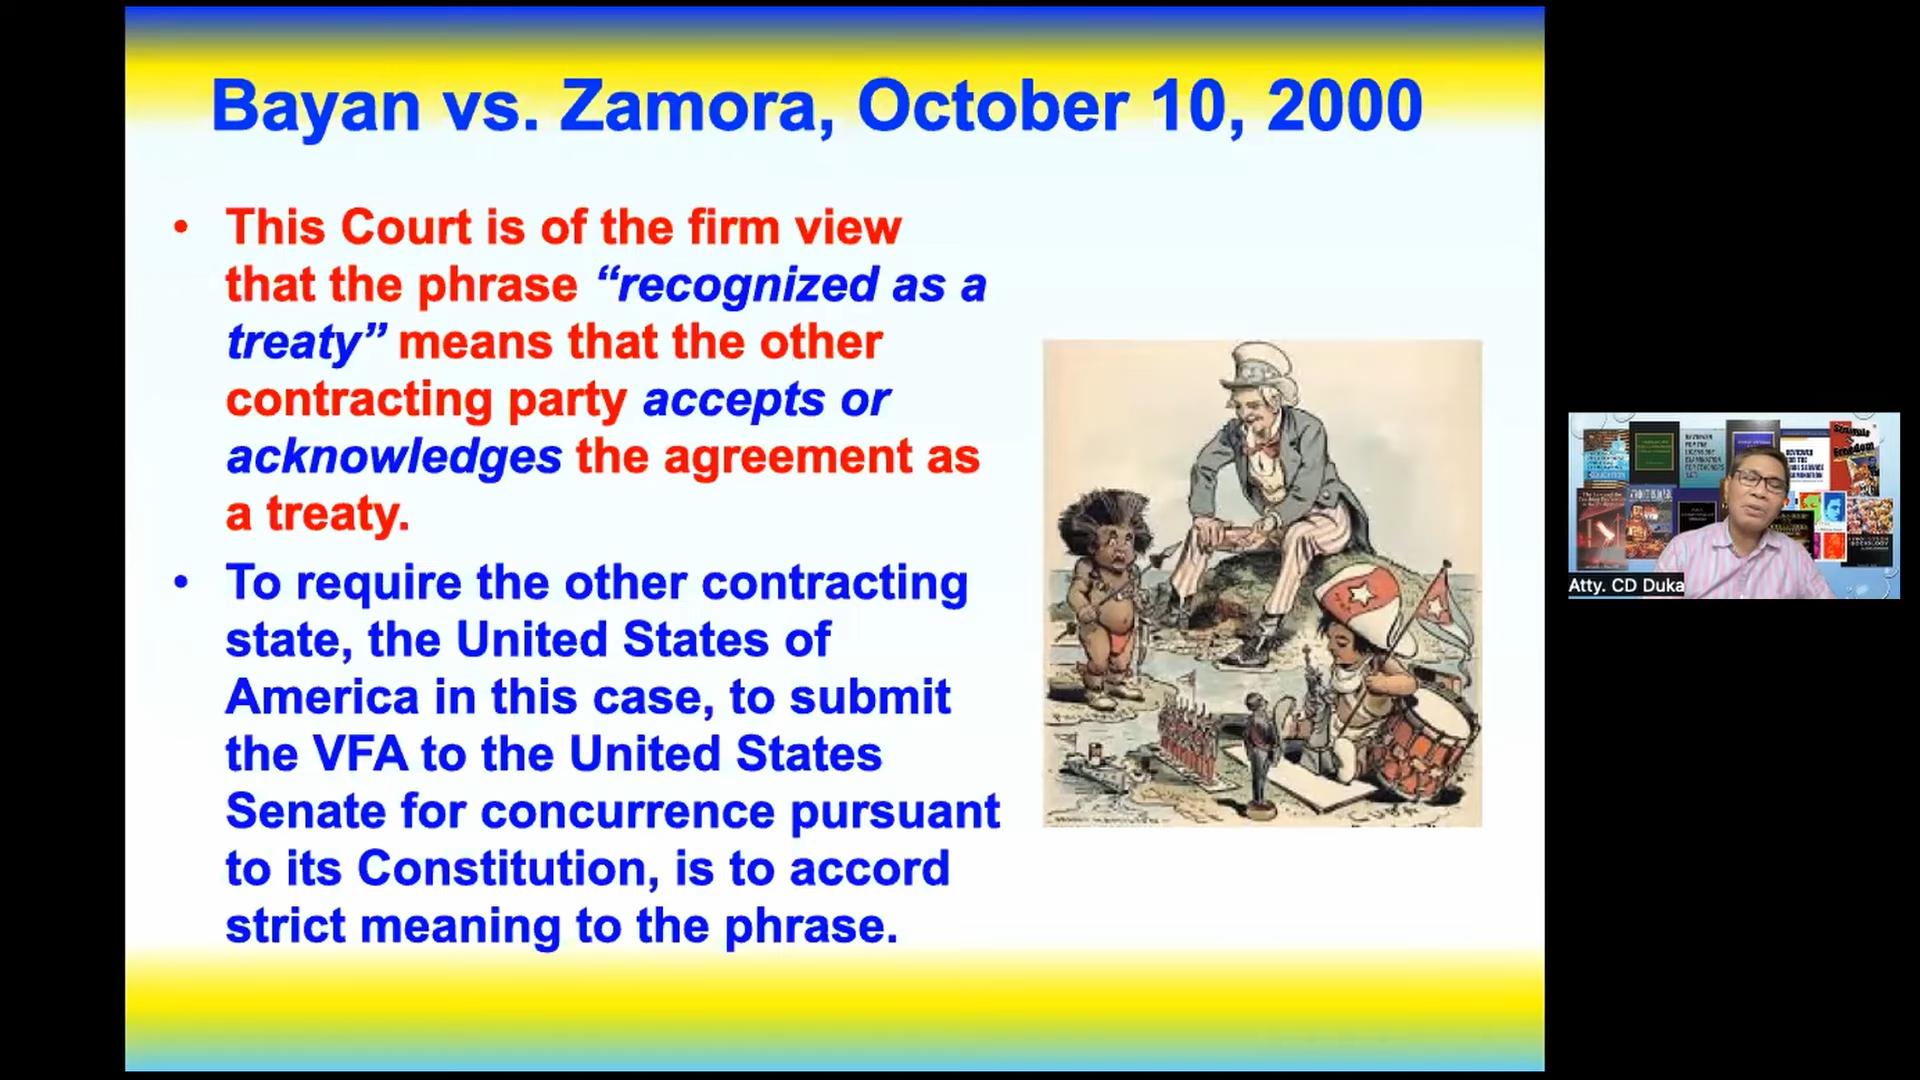 Bayan vs. Zamora, October 10, 2000
• This Court is of the firm view
that the phrase “recognized as a
treaty” means that the other
contracting party accepts or
acknowledges the agreement as
a treaty.
• To require the other contracting
state, the United States of
America in this case, to submit
the VFA to the United States
Senate for concurrence pursuant
to its Constitution, is to accord
strict meaning to the phrase.
CUBA
Atty. CD Duka